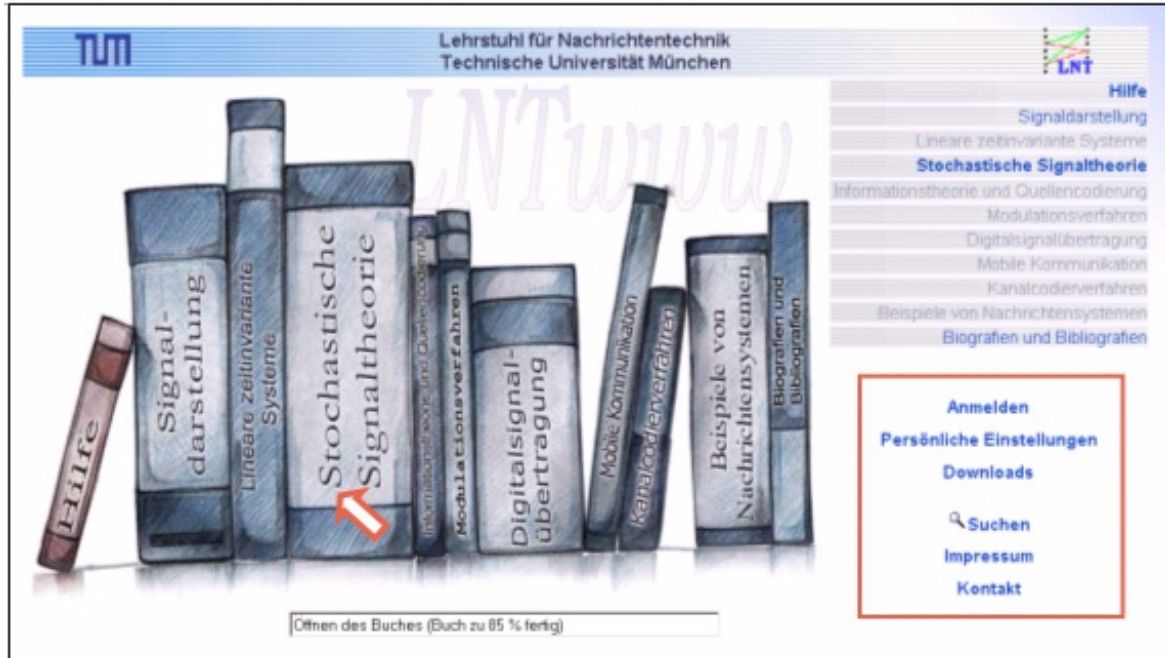 TUM
Lehrstuhl für Nachrichtentechnik
Technische Universität München
LNT
LNTwww
Hilfe
Signaldarstellung
Lineare zeitinvariante Systeme
Stochastische Signaltheorie
Informationstheorie und Quellencodierung
Modulationsverfahren
Digitalsignalübertragung
Mobile Kommunikation
Kanalcodierverfahren
Beispiele von Nachrichtensystemen
Biografien und Bibliografien
Hilfe
Signal-
darstellung
Lineare zeitinvariante
Systeme
Stochastische
Signaltheorie
Informationstheorie und Quellencodierung
Modulationsverfahren
Digitalsignal-
übertragung
Mobile Kommunikation
Kanalcodierverfahren
Beispiele von
Nachrichtensystemen
Biografien und
Bibliografien
Anmelden
Persönliche Einstellungen
Downloads
Suchen
Impressum
Kontakt
Öffnen des Buches (Buch zu 85 % fertig)